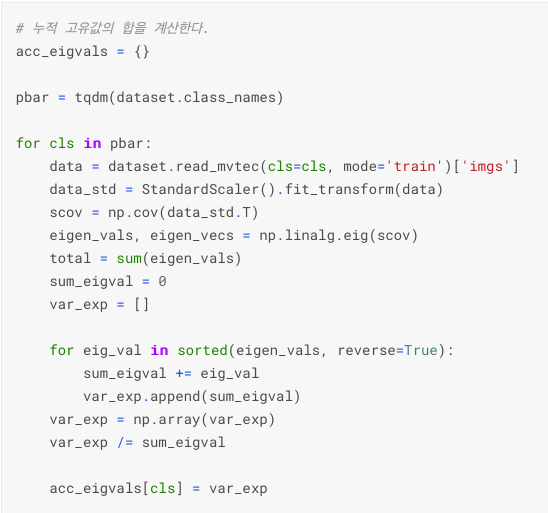 # 누적 고유값의 합을 계산한다.
acc_eigvals = {}

pbar = tqdm(dataset.class_names)

for cls in pbar:
    data = dataset.read_mvtec(cls=cls, mode='train')['imgs']
    data_std = StandardScaler().fit_transform(data)
    scov = np.cov(data_std.T)
    eigen_vals, eigen_vecs = np.linalg.eig(scov)
    total = sum(eigen_vals)
    sum_eigval = 0
    var_exp = []

    for eig_val in sorted(eigen_vals, reverse=True):
        sum_eigval += eig_val
        var_exp.append(sum_eigval)
    var_exp = np.array(var_exp)
    var_exp /= sum_eigval

    acc_eigvals[cls] = var_exp